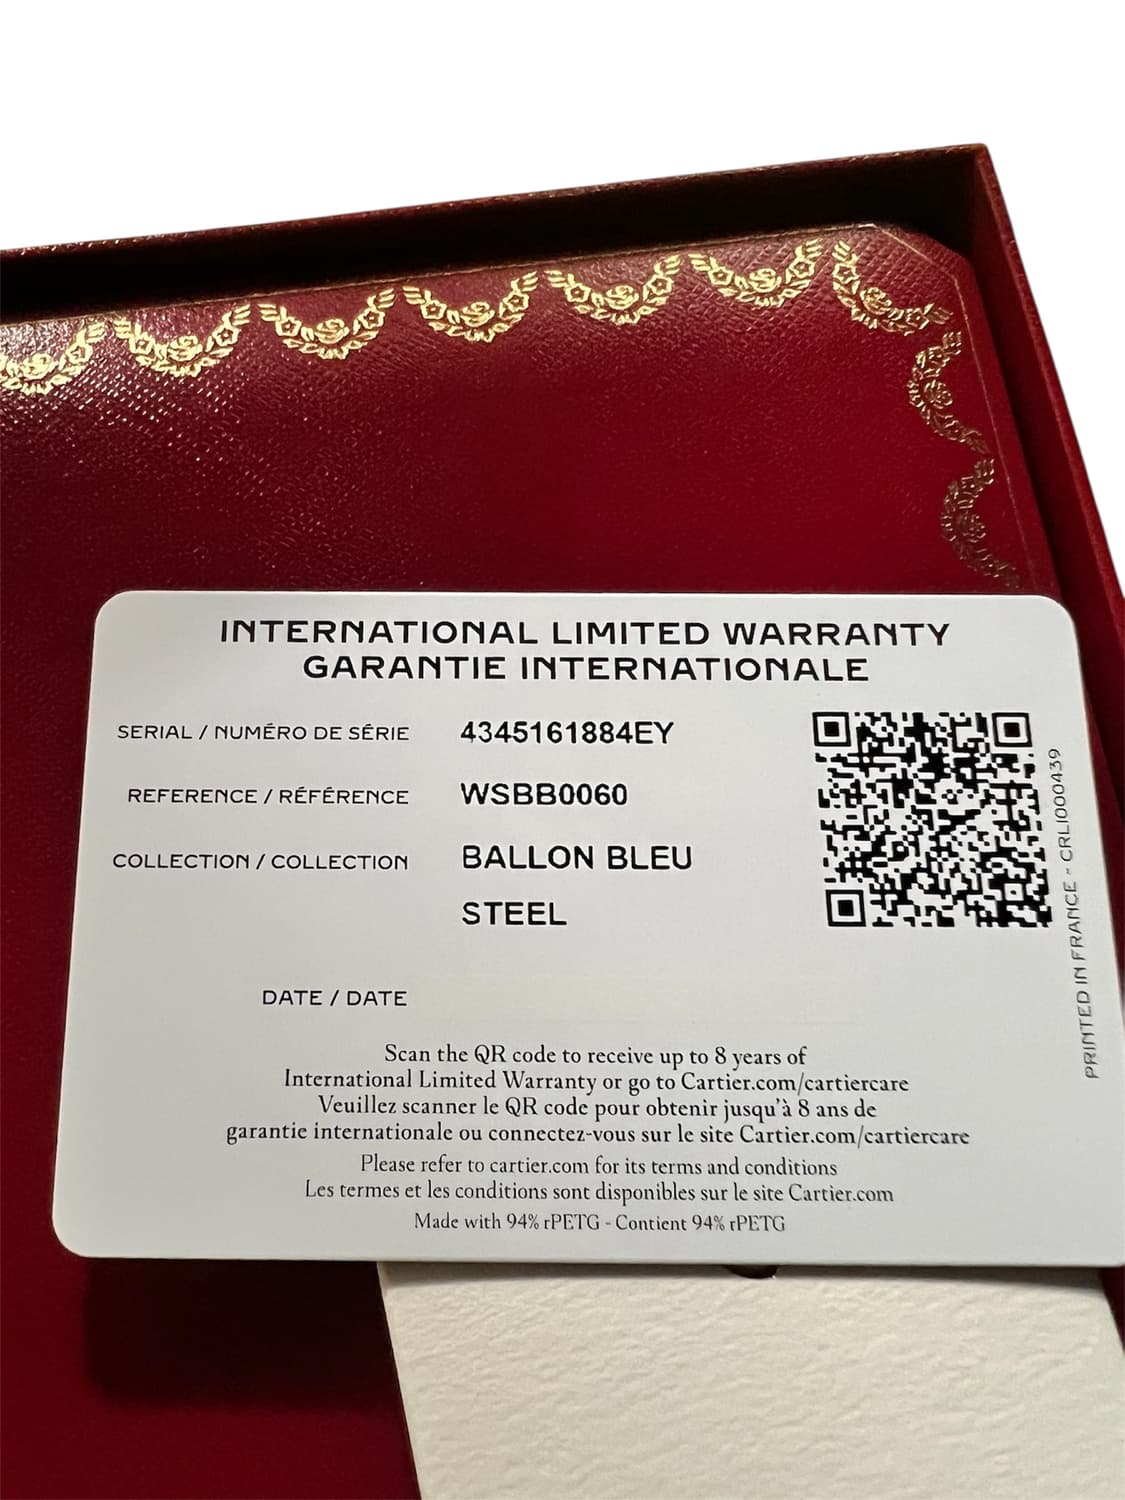 INTERNATIONAL LIMITED WARRANTY
GARANTIE INTERNATIONALE
SERIAL / NUMÉRO DE SÉRIE 4345161884EY
REFERENCE / RÉFÉRENCE WSBB0060
COLLECTION / COLLECTION BALLON BLEU
STEEL
DATE / DATE
Scan the QR code to receive up to 8 years of
International Limited Warranty or go to Cartier.com/cartiercare
Veuillez scanner le QR code pour obtenir jusqu'à 8 ans de
garantie internationale ou connectez-vous sur le site Cartier.com/cartiercare
Please refer to cartier.com for its terms and conditions
Les termes et les conditions sont disponibles sur le site Cartier.com
Made with 94% rPETG - Contient 94% rPETG
PRINTED IN FRANCE - CRLI000439